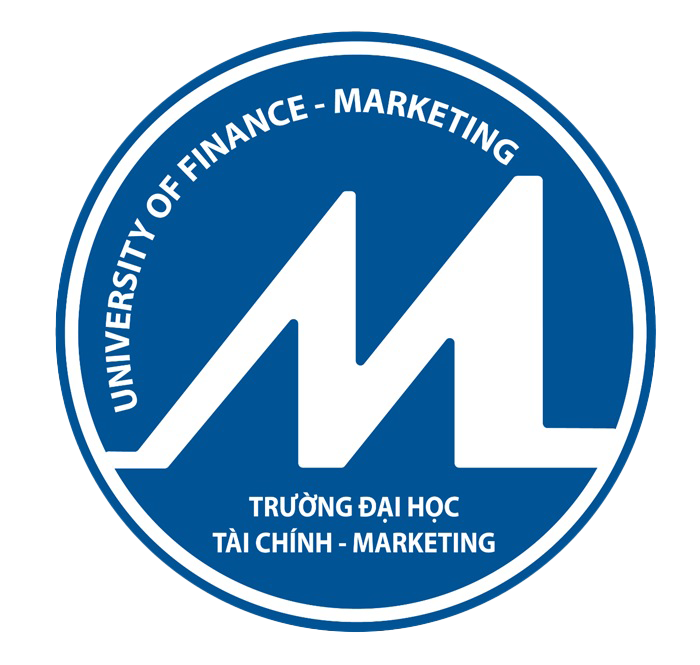 UNIVERSITY OF FINANCE - MARKETING
TRƯỜNG ĐẠI HỌC
TÀI CHÍNH - MARKETING